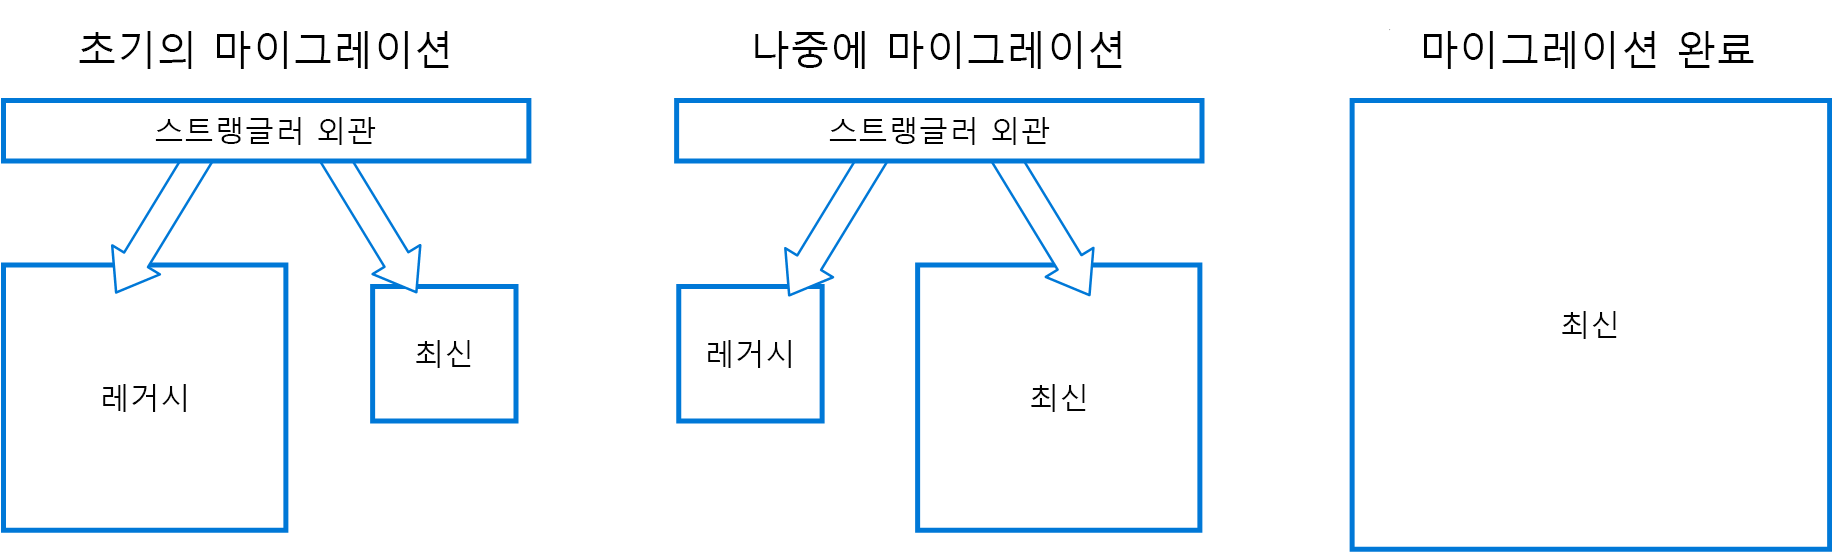 초기의 마이그레이션
스트랭글러 외관
레거시
최신
나중에 마이그레이션
스트랭글러 외관
레거시
최신
마이그레이션 완료
최신